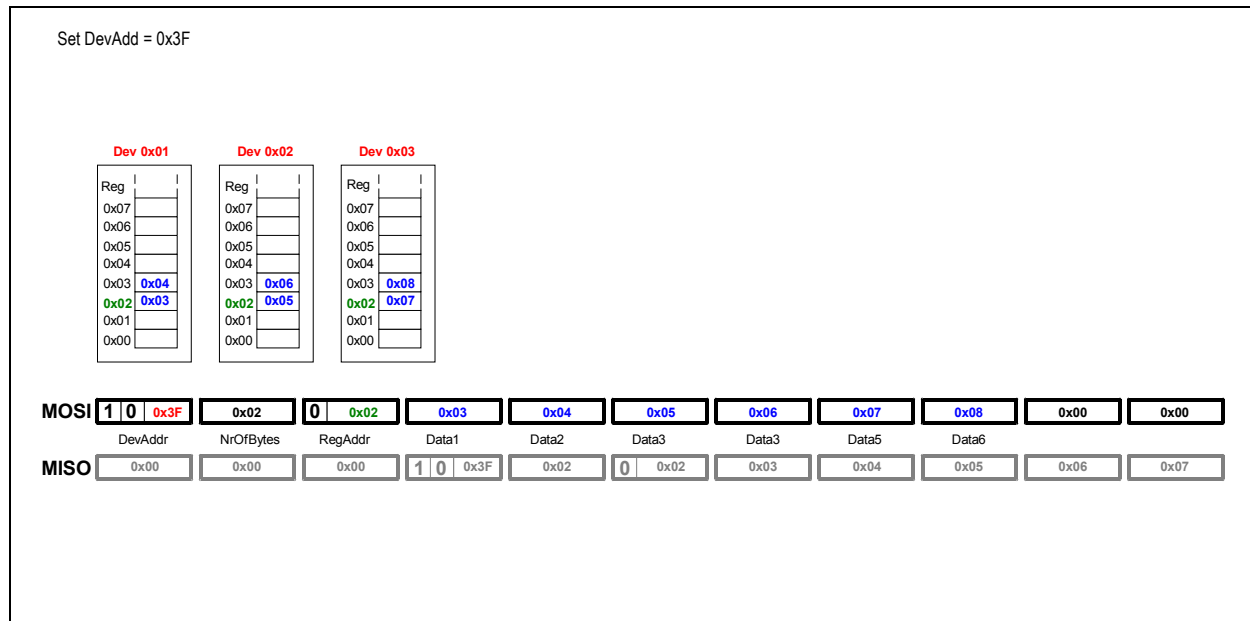 Set DevAdd = 0x3F
Dev 0x01 Dev 0x02 Dev 0x03
Reg Reg Reg
0x07 0x07 0x07
0x06 0x06 0x06
0x05 0x05 0x05
0x04 0x04 0x04
0x03 0x04 0x03 0x06 0x03 0x08
0x02 0x03 0x02 0x05 0x02 0x07
0x01 0x01 0x01
0x00 0x00 0x00
MOSI 1 0 0x3F 0x02 0 0x02 0x03 0x04 0x05 0x06 0x07 0x08 0x00 0x00
DevAddr NrOfBytes RegAddr Data1 Data2 Data3 Data3 Data5 Data6
MISO 0x00 0x00 0x00 1 0 0x3F 0x02 0 0x02 0x03 0x04 0x05 0x06 0x07